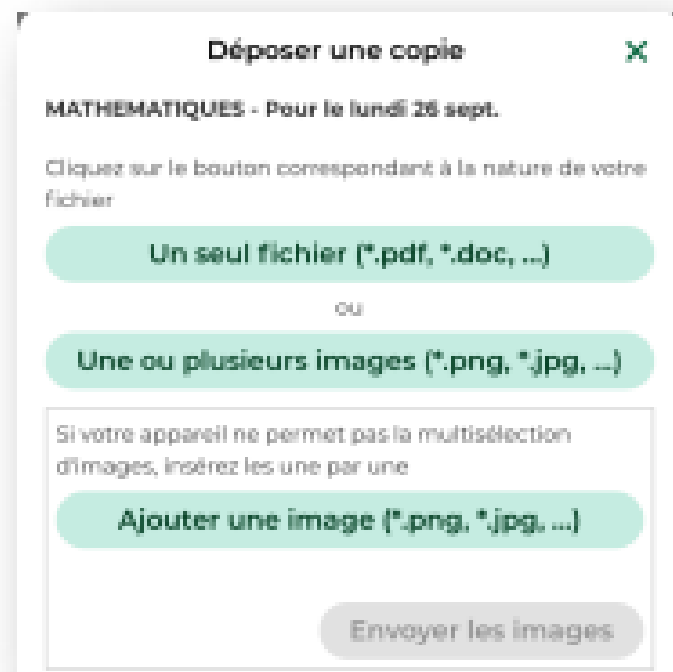 Déposer une copie
MATHEMATIQUES - Pour le lundi 26 sept.
Cliquez sur le bouton correspondant à la nature de votre
fichier
Un seul fichier (*.pdf, *.doc, ...)
ou
Une ou plusieurs images (*.png, *.jpg, ...)
Si votre appareil ne permet pas la multisélection
d'images, insérez les une par une
Ajouter une image (*.png, *.jpg, ...)
Envoyer les images